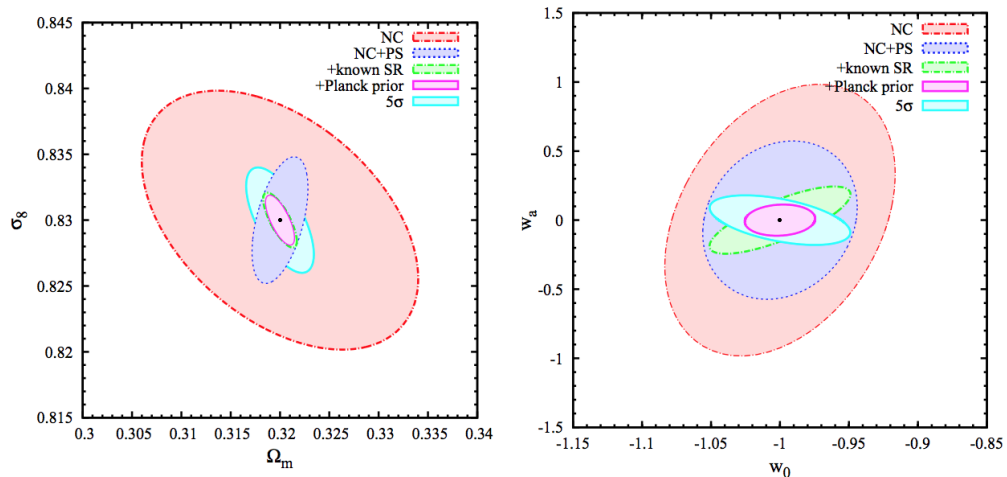 0.845
0.84
0.835
0.83
0.825
0.82
0.815
σ8
NC
NC+PS
+known SR
+Planck prior
5σ
0.3
0.305
0.31
0.315
0.32
0.325
0.33
0.335
0.34
Ωm
1.5
1
0.5
0
-0.5
-1
-1.5
wa
NC
NC+PS
+known SR
+Planck prior
5σ
-1.15
-1.1
-1.05
-1
-0.95
-0.9
-0.85
w0